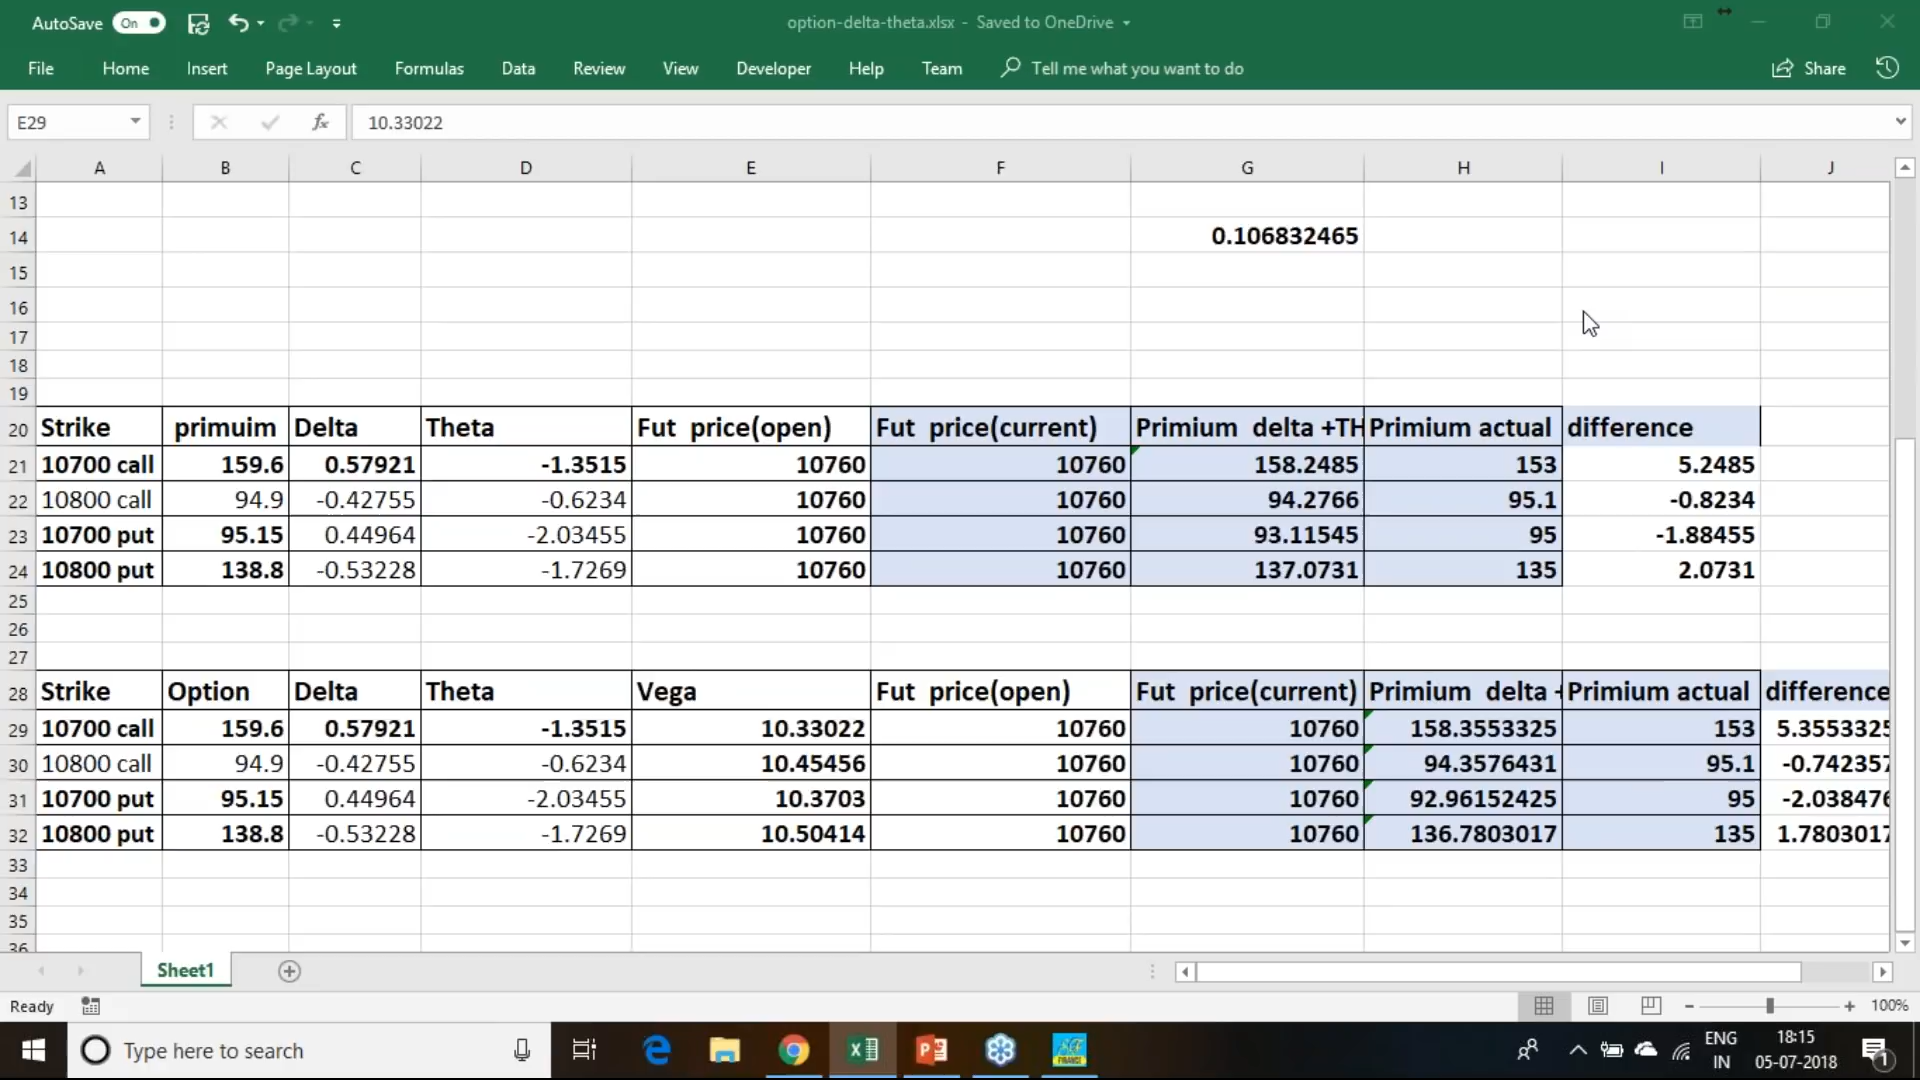 AutoSave On option-delta-theta.xlsx - Saved to OneDrive
File Home Insert Page Layout Formulas Data Review View Developer Help Team Tell me what you want to do Share
E29 fx 10.33022
A B C D E F G H I J
13
14 0.106832465
15
16
17
18
19
20 Strike primuim Delta Theta Fut price(open) Fut price(current) Primium delta +TH Primium actual difference
21 10700 call 159.6 0.57921 -1.3515 10760 10760 158.2485 153 5.2485
22 10800 call 94.9 -0.42755 -0.6234 10760 10760 94.2766 95.1 -0.8234
23 10700 put 95.15 0.44964 -2.03455 10760 10760 93.11545 95 -1.88455
24 10800 put 138.8 -0.53228 -1.7269 10760 10760 137.0731 135 2.0731
25
26
27
28 Strike Option Delta Theta Vega Fut price(open) Fut price(current) Primium delta + Primium actual difference
29 10700 call 159.6 0.57921 -1.3515 10.33022 10760 10760 158.3553325 153 5.3553325
30 10800 call 94.9 -0.42755 -0.6234 10.45456 10760 10760 94.3576431 95.1 -0.742357
31 10700 put 95.15 0.44964 -2.03455 10.3703 10760 10760 92.96152425 95 -2.038476
32 10800 put 138.8 -0.53228 -1.7269 10.50414 10760 10760 136.7803017 135 1.7803017
33
34
35
36
Sheet1
Ready 100%
Type here to search ENG 18:15
IN 05-07-2018 1